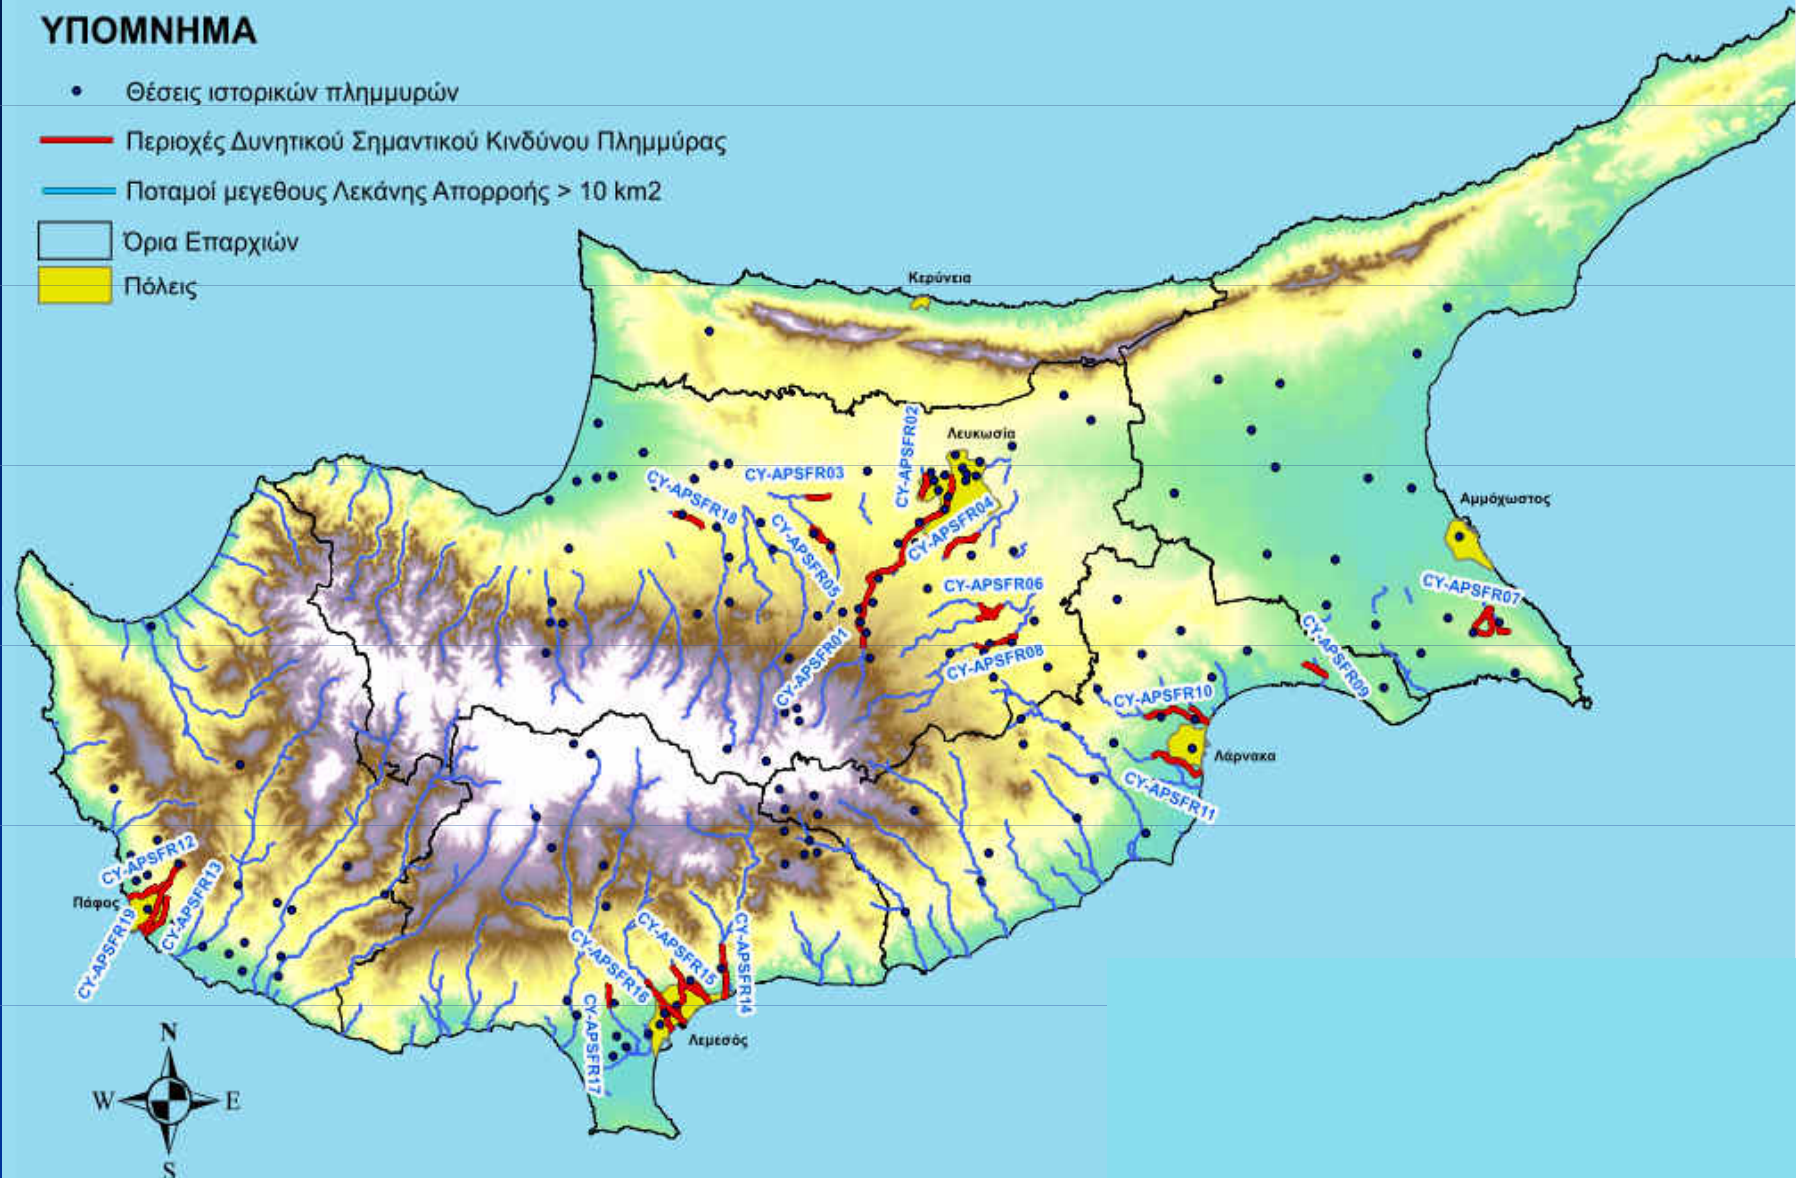 ΥΠΟΜΝΗΜΑ
Θέσεις ιστορικών πλημμυρών
Περιοχές Δυνητικού Σημαντικού Κινδύνου Πλημμύρας
Ποταμοί μεγεθους Λεκάνης Απορροής > 10 km2
Όρια Επαρχιών
Πόλεις
Κερύνεια
CY-APSFR02
Λευκωσία
CY-APSFR03
CY-APSFR18
Αμμόχωστος
CY-APSFR04
CY-APSFR05
CY-APSFR06
CY-APSFR07
CY-APSFR01
CY-APSFR08
CY-APSFR09
CY-APSFR10
Λάρνακα
CY-APSFR11
CY-APSFR12
CY-APSFR13
Πάφος
CY-APSFR19
CY-APSFR16
CY-APSFR15
CY-APSFR14
CY-APSFR17
Λεμεσός
N
W
E
S